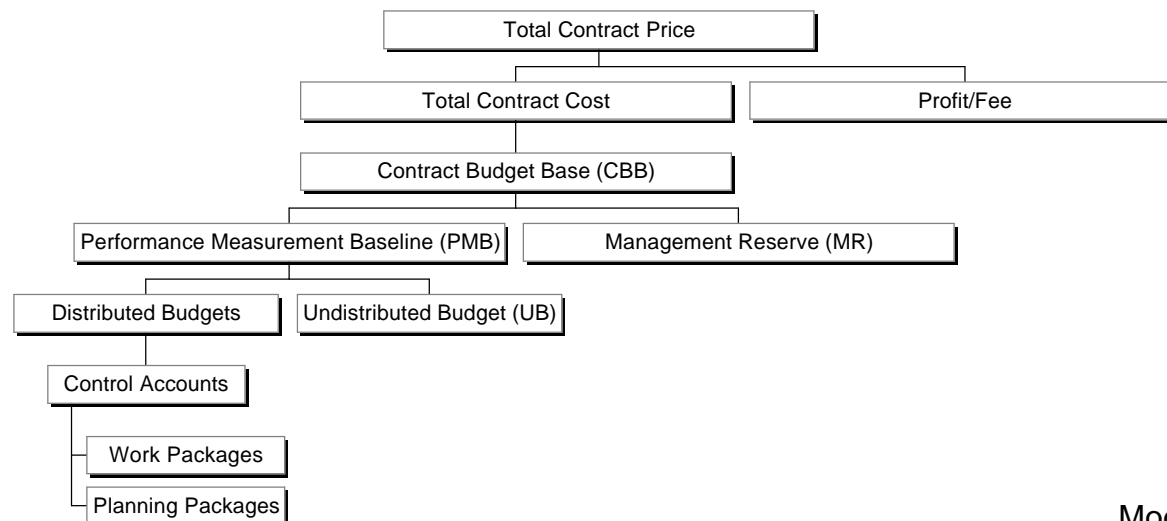 Total Contract Price
Total Contract Cost
Profit/Fee
Contract Budget Base (CBB)
Performance Measurement Baseline (PMB)
Management Reserve (MR)
Distributed Budgets
Undistributed Budget (UB)
Control Accounts
Work Packages
Planning Packages